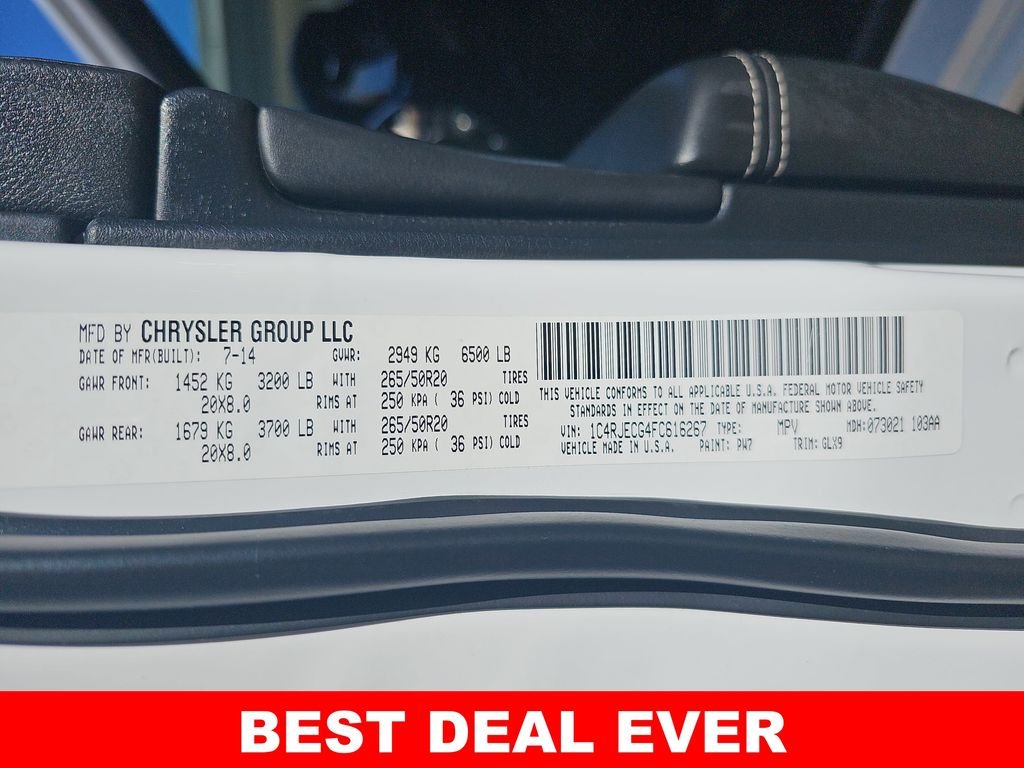 MFD BY CHRYSLER GROUP LLC
DATE OF MFR(BUILT): 7-14 GVWR: 2949 KG 6500 LB
GAWR FRONT: 1452 KG 3200 LB WITH 265/50R20 TIRES
20X8.0 RIMS AT 250 KPA ( 36 PSI) COLD
GAWR REAR: 1679 KG 3700 LB WITH 265/50R20 TIRES
20X8.0 RIMS AT 250 KPA ( 36 PSI) COLD
THIS VEHICLE CONFORMS TO ALL APPLICABLE U.S.A. FEDERAL MOTOR VEHICLE SAFETY
STANDARDS IN EFFECT ON THE DATE OF MANUFACTURE SHOWN ABOVE.
VIN: 1C4RJECG4FC616267 TYPE: MPV MDH: 073021 103AA
VEHICLE MADE IN U.S.A. PAINT: PW7 TRIM: GLX9
BEST DEAL EVER